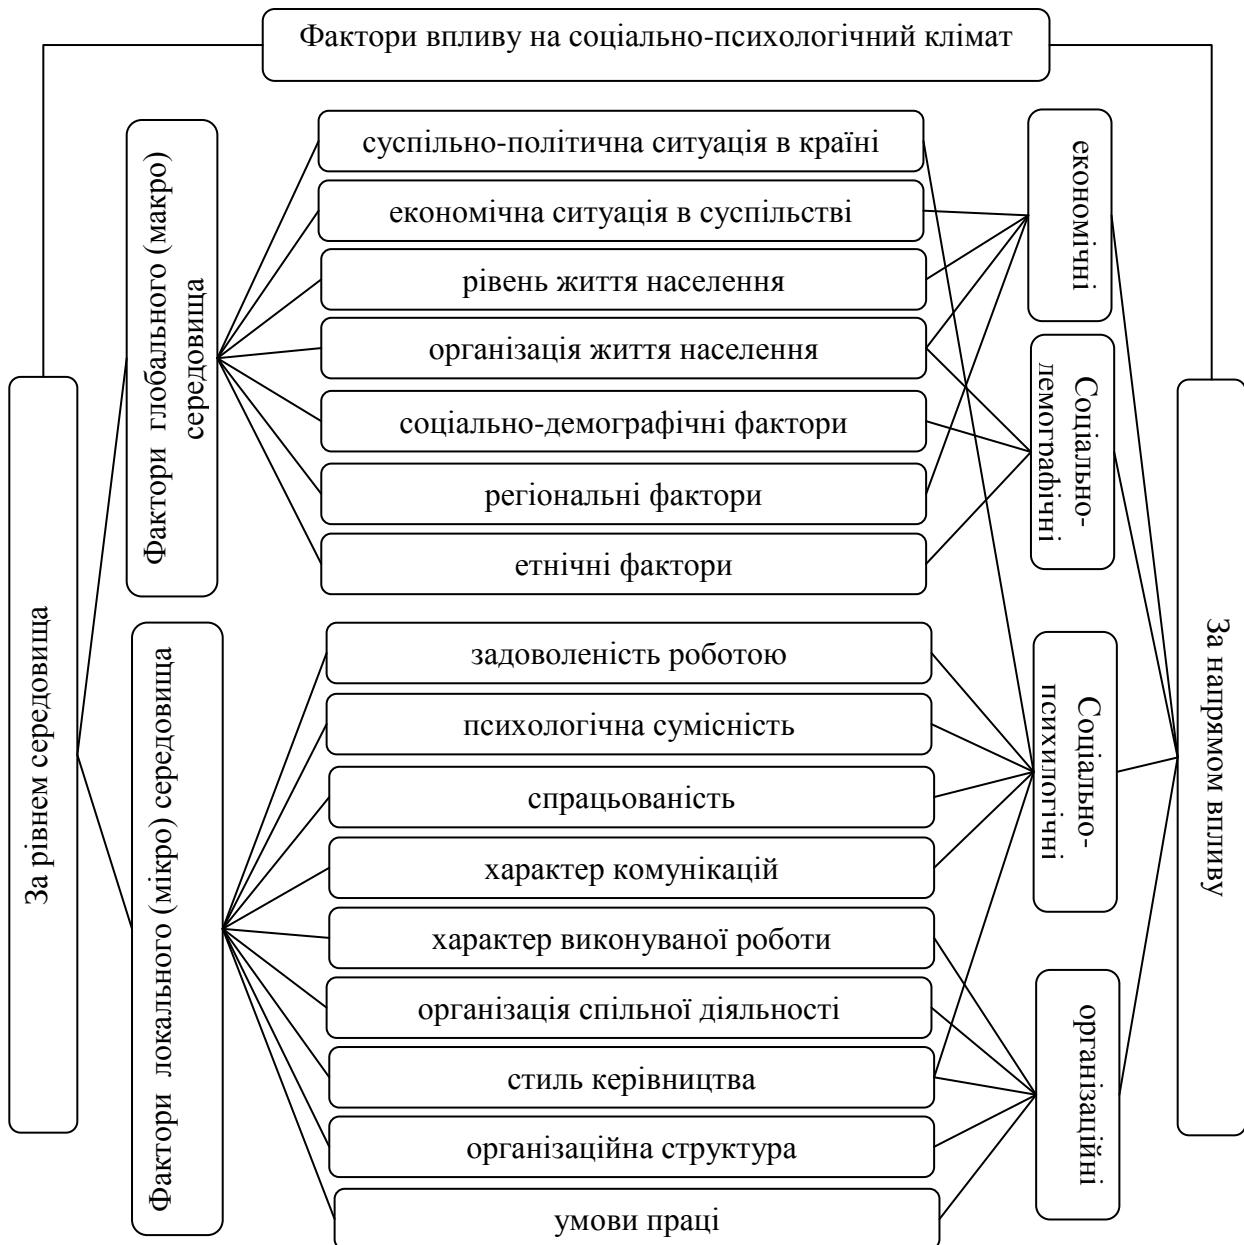 Фактори впливу на соціально-психологічний клімат
За рівнем середовища
Фактори глобального (макро)
середовища
суспільно-політична ситуація в країні
економічна ситуація в суспільстві
рівень життя населення
організація життя населення
соціально-демографічні фактори
регіональні фактори
етнічні фактори
Фактори локального (мікро) середовища
задоволеність роботою
психологічна сумісність
спрацьованість
характер комунікацій
характер виконуваної роботи
організація спільної діяльності
стиль керівництва
організаційна структура
умови праці
економічні
Соціально-
демографічні
Соціально-
психилогічні
організаційні
За напрямом впливу